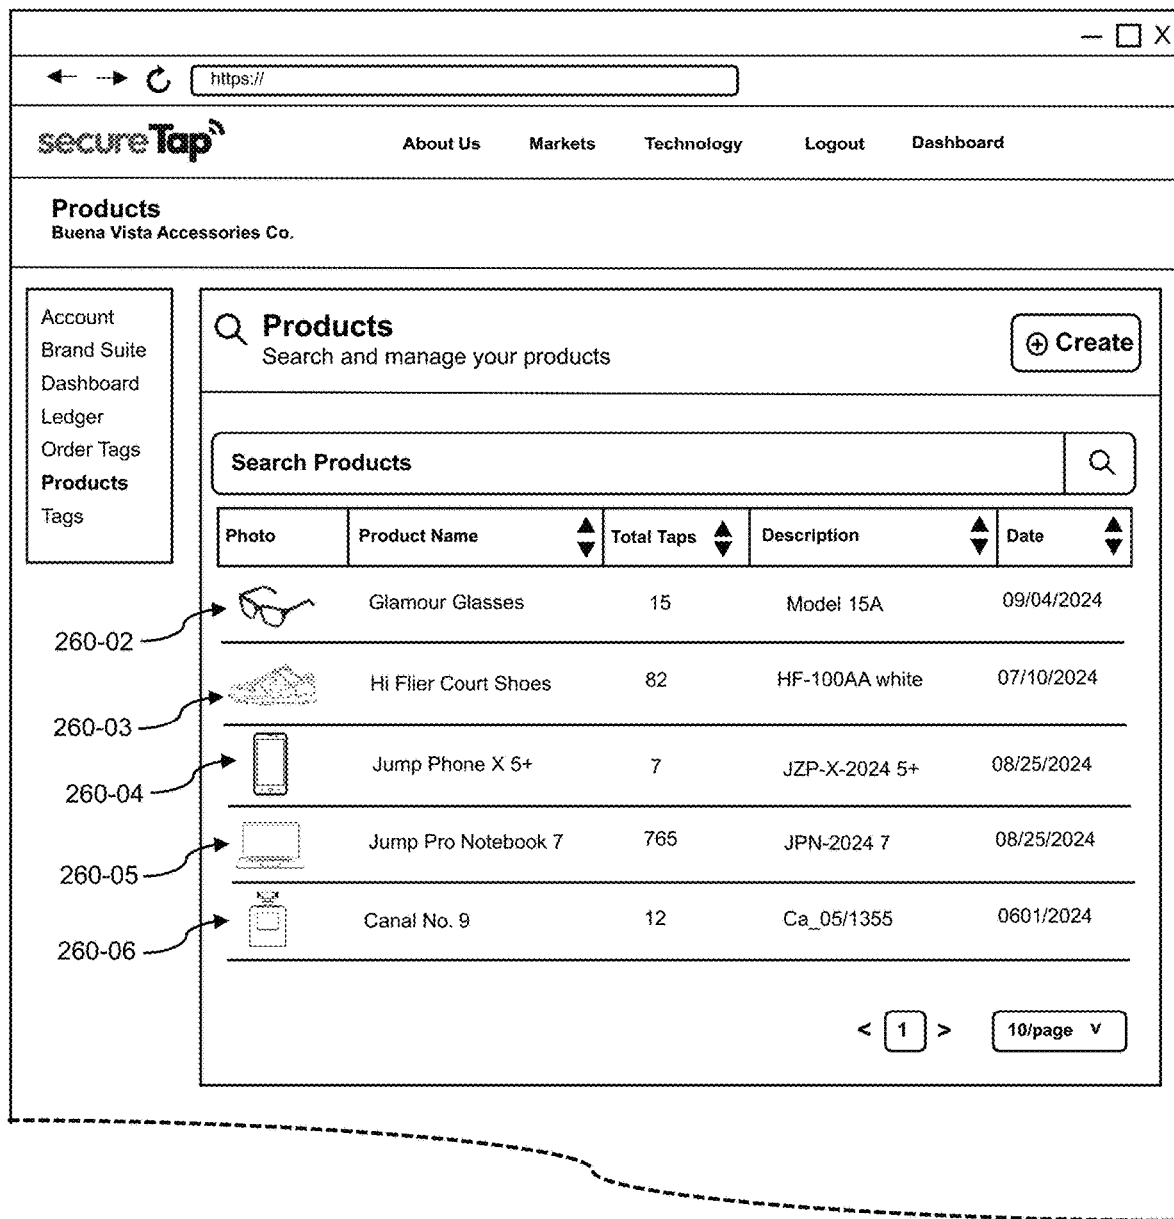 — □ X
https://
secureTap
About Us Markets Technology Logout Dashboard
Products
Buena Vista Accessories Co.
Account
Brand Suite
Dashboard
Ledger
Order Tags
Products
Tags
Products
Search and manage your products
Create
Search Products
Photo Product Name Total Taps Description Date
260-02 Glamour Glasses 15 Model 15A 09/04/2024
260-03 Hi Flier Court Shoes 82 HF-100AA white 07/10/2024
260-04 Jump Phone X 5+ 7 JZP-X-2024 5+ 08/25/2024
260-05 Jump Pro Notebook 7 765 JPN-2024 7 08/25/2024
260-06 Canal No. 9 12 Ca_05/1355 0601/2024
< 1 > 10/page v